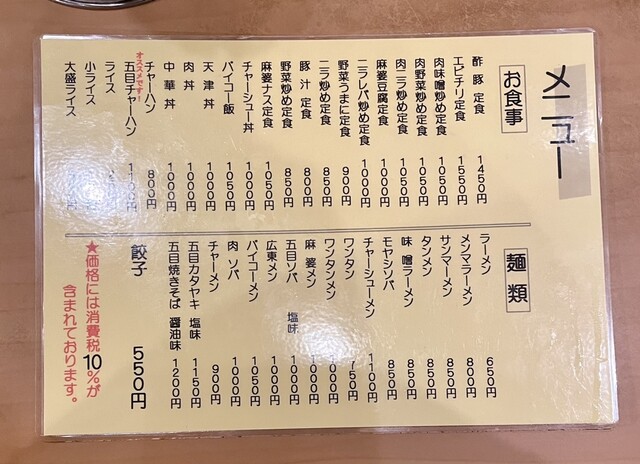 メニュー
お食事
酢豚定食 1450円
エビチリ定食 1550円
肉味噌炒め定食 1050円
肉野菜炒め定食 1050円
肉ニラ炒め定食 1050円
麻婆豆腐定食 1000円
ニラレバ炒め定食 1000円
野菜うまに定食 900円
ニラ炒め定食 850円
豚汁定食 800円
野菜炒め定食 850円
麻婆ナス定食 1050円
チャーシュー丼 1000円
パイコー飯 1050円
天津丼 1000円
肉丼 1000円
中華丼 1000円
チャーハン 800円
オススメです!
五目チャーハン 1100円
ライス
小ライス
大盛ライス
麺類
ラーメン 650円
メンマラーメン 800円
サンマーメン 850円
タンメン 850円
味噌ラーメン 850円
モヤシソバ 850円
チャーシューメン 1100円
ワンタン 750円
ワンタンメン 1000円
麻婆メン 1000円
五目ソバ 塩味 1000円
広東メン 1000円
パイコーメン 1050円
肉ソバ 1000円
チャーメン 900円
五目カタヤキ 塩味 1150円
五目焼きそば 醤油味 1200円
餃子 550円
★価格には消費税10%が
含まれております。